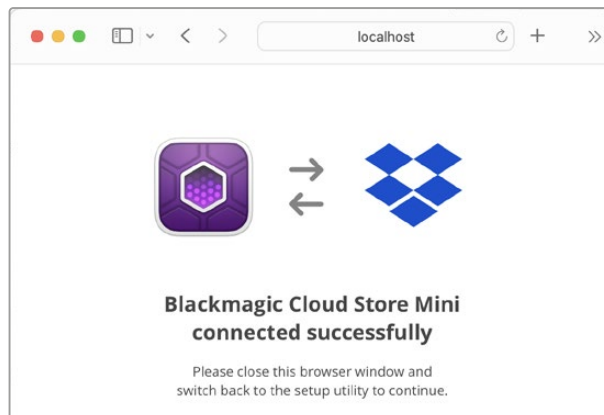 localhost
Blackmagic Cloud Store Mini
connected successfully
Please close this browser window and
switch back to the setup utility to continue.